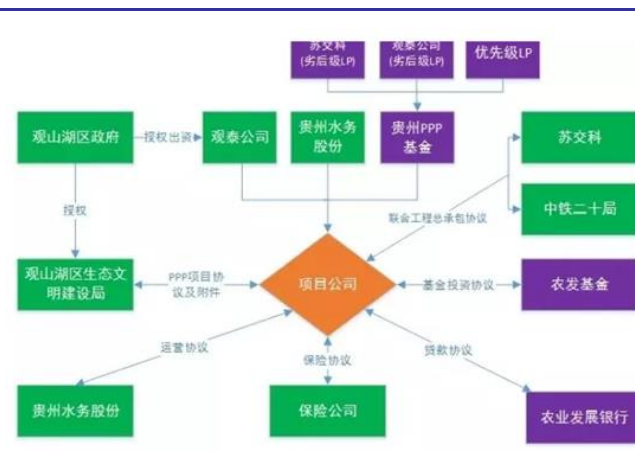 苏交科
(劣后级LP)
观泰公司
(劣后级LP)
优先级LP
观山湖区政府
授权出资
观泰公司
贵州水务
股份
贵州PPP
基金
苏交科
授权
联合工程总承包协议
中铁二十局
观山湖区生态文
明建设局
PPP项目协
议及附件
项目公司
基金投资协议
农发基金
运营协议
保险协议
贷款协议
贵州水务股份
保险公司
农业发展银行